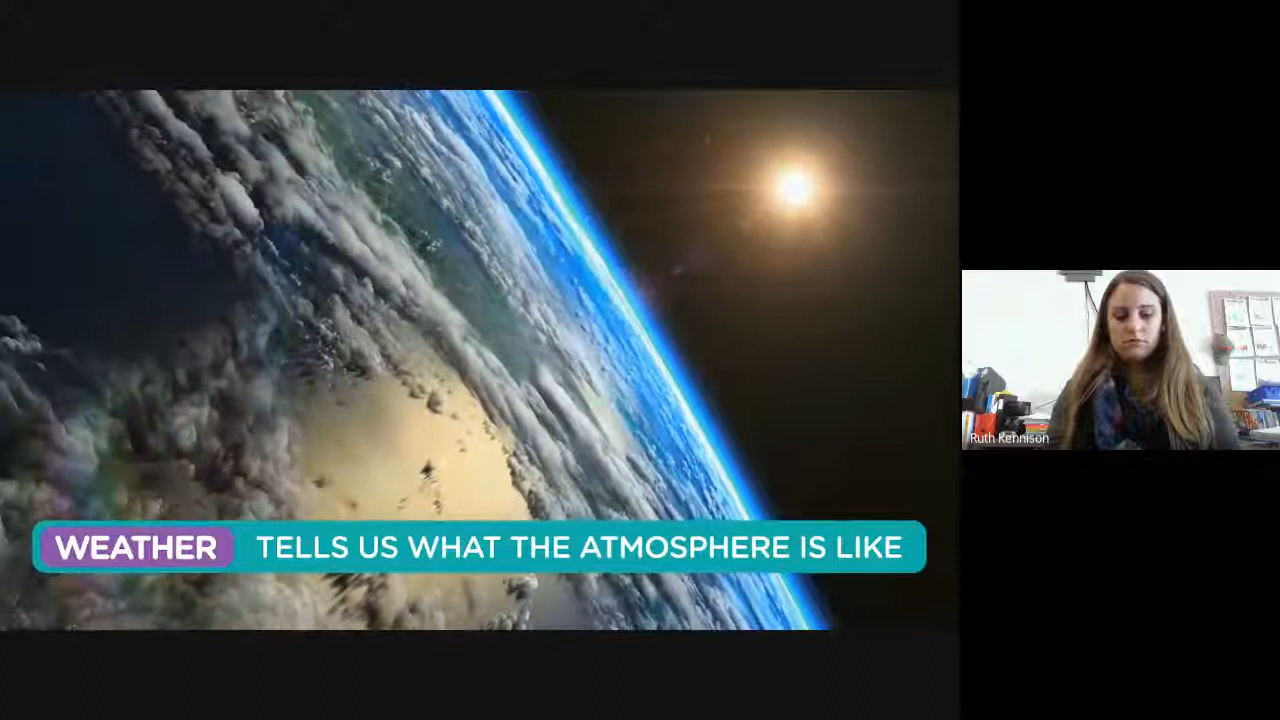 WEATHER TELLS US WHAT THE ATMOSPHERE IS LIKE
Ruth Kennison